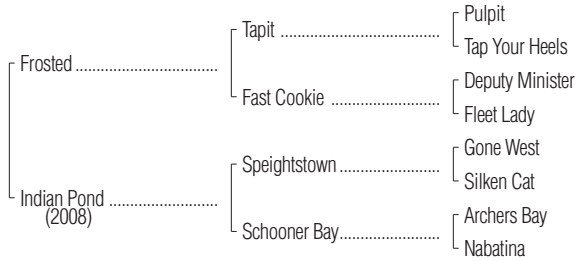 Pulpit
Tapit ................................
Tap Your Heels
Frosted ...................................
Deputy Minister
Fast Cookie ..........................
Fleet Lady
Gone West
Speightstown ........................
Silken Cat
Indian Pond ..........................
(2008)
Archers Bay
Schooner Bay........................
Nabatina